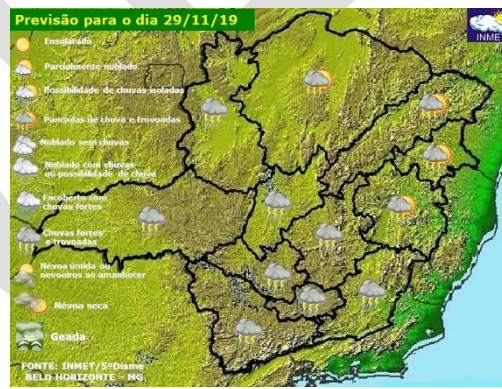 Previsão para o dia 29/11/19
INMET
Ensolarado
Parcialmente nublado
Possibilidade de chuvas isoladas
Pancadas de chuva e trovoadas
Nublado sem chuvas
Nublado com chuvas
ou possibilidade de chuva
Encoberto com
chuvas fortes
Chuvas fortes
e trovoadas
Névoa úmida ou
nevoeiros ao amanhecer
Névoa seca
Geada
FONTE: INMET/5ºDisme
BELO HORIZONTE - MG